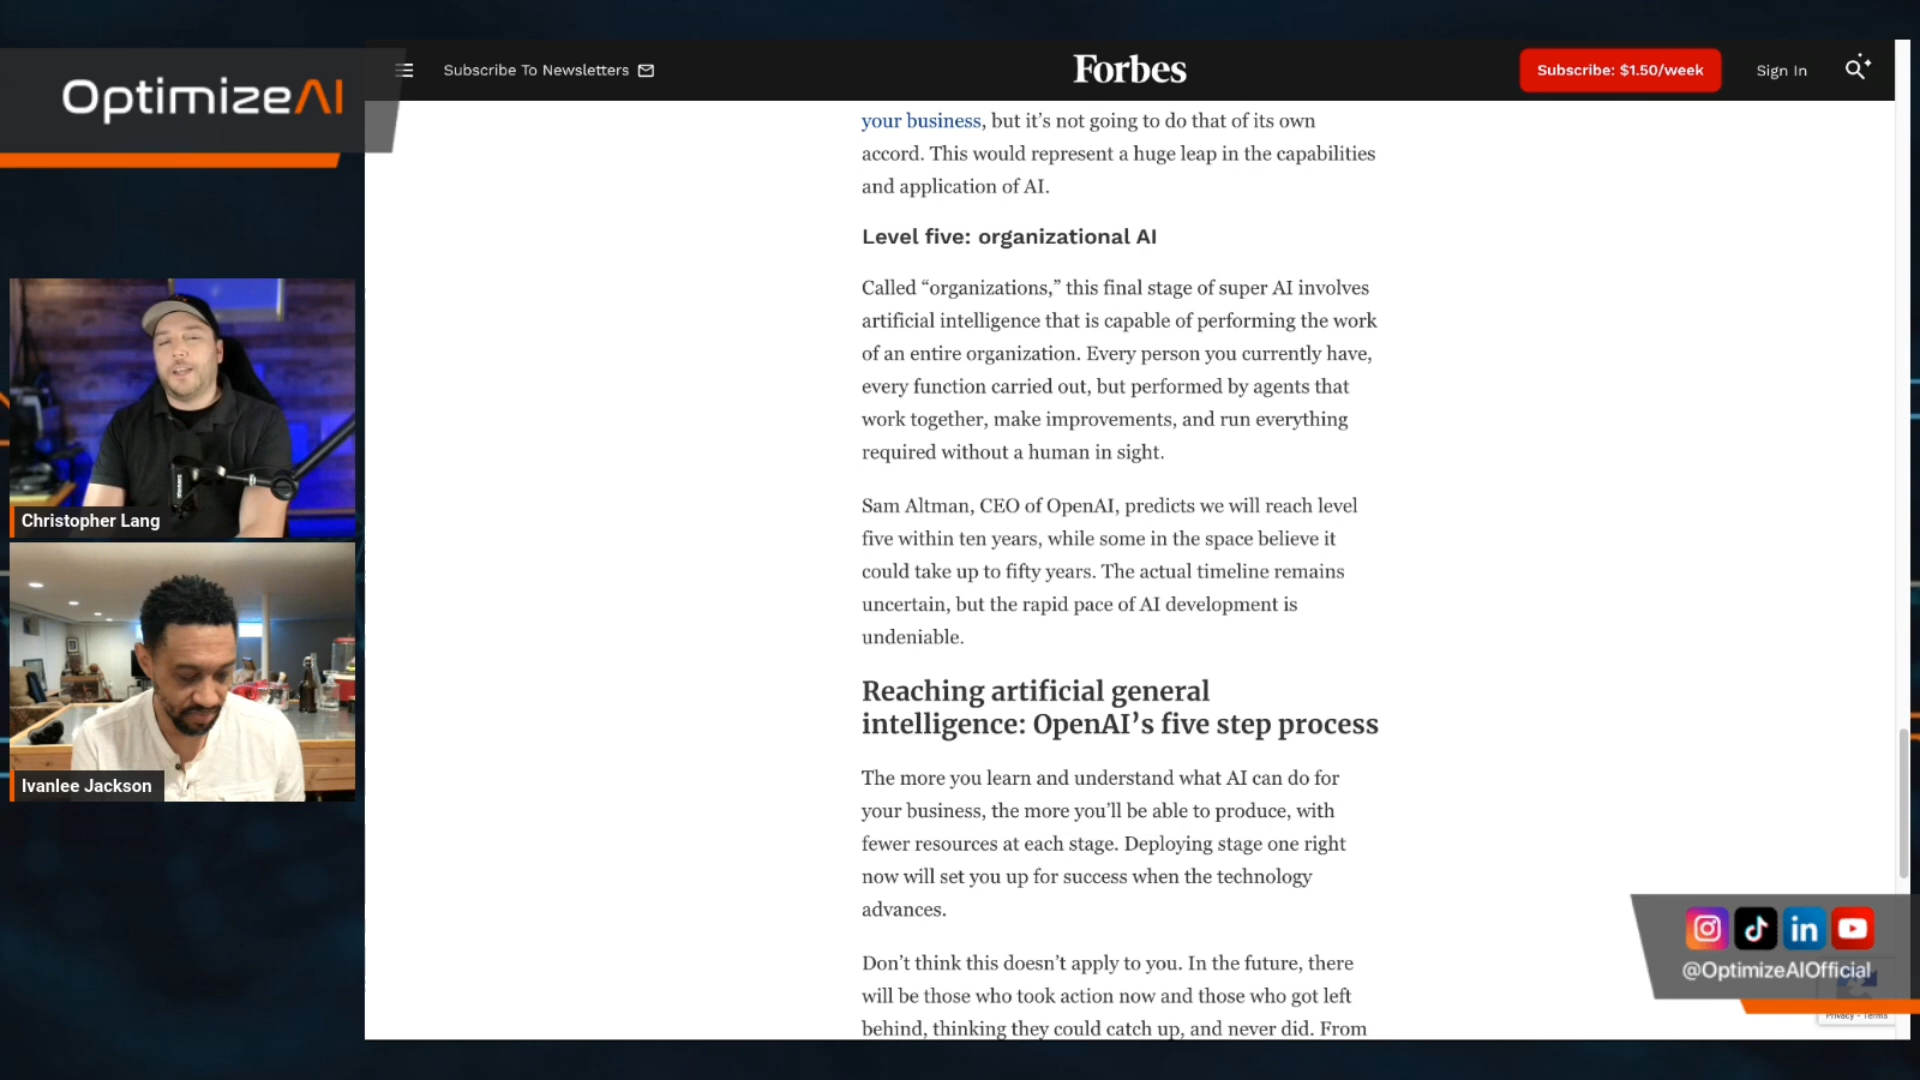 OptimizeAI
Subscribe To Newsletters
Forbes
Subscribe: $1.50/week
Sign In
your business, but it’s not going to do that of its own
accord. This would represent a huge leap in the capabilities
and application of AI.
Level five: organizational AI
Called “organizations,” this final stage of super AI involves
artificial intelligence that is capable of performing the work
of an entire organization. Every person you currently have,
every function carried out, but performed by agents that
work together, make improvements, and run everything
required without a human in sight.
Sam Altman, CEO of OpenAI, predicts we will reach level
five within ten years, while some in the space believe it
could take up to fifty years. The actual timeline remains
uncertain, but the rapid pace of AI development is
undeniable.
Reaching artificial general
intelligence: OpenAI’s five step process
The more you learn and understand what AI can do for
your business, the more you’ll be able to produce, with
fewer resources at each stage. Deploying stage one right
now will set you up for success when the technology
advances.
Don’t think this doesn’t apply to you. In the future, there
will be those who took action now and those who got left
behind, thinking they could catch up, and never did. From
Christopher Lang
Ivanlee Jackson
in
@OptimizeAIOfficial
Privacy - Terms